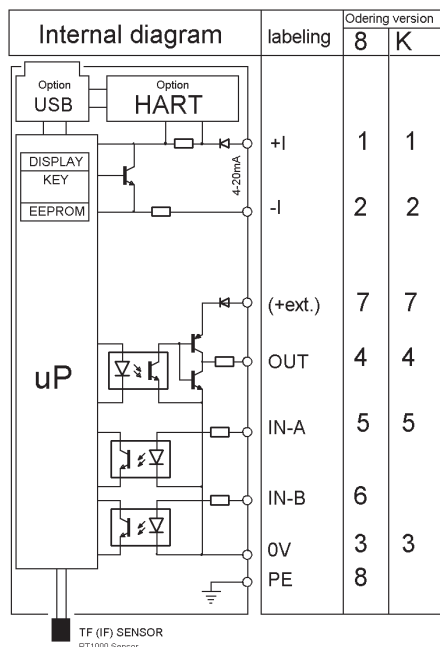 Internal diagram
labeling
Odering version
8 K
Option
USB
Option
HART
DISPLAY
KEY
EEPROM
4-20mA
+I 1 1
-I 2 2
(+ext.) 7 7
uP
OUT 4 4
IN-A 5 5
IN-B 6
0V 3 3
PE 8
TF (IF) SENSOR
PT1000 Sensor